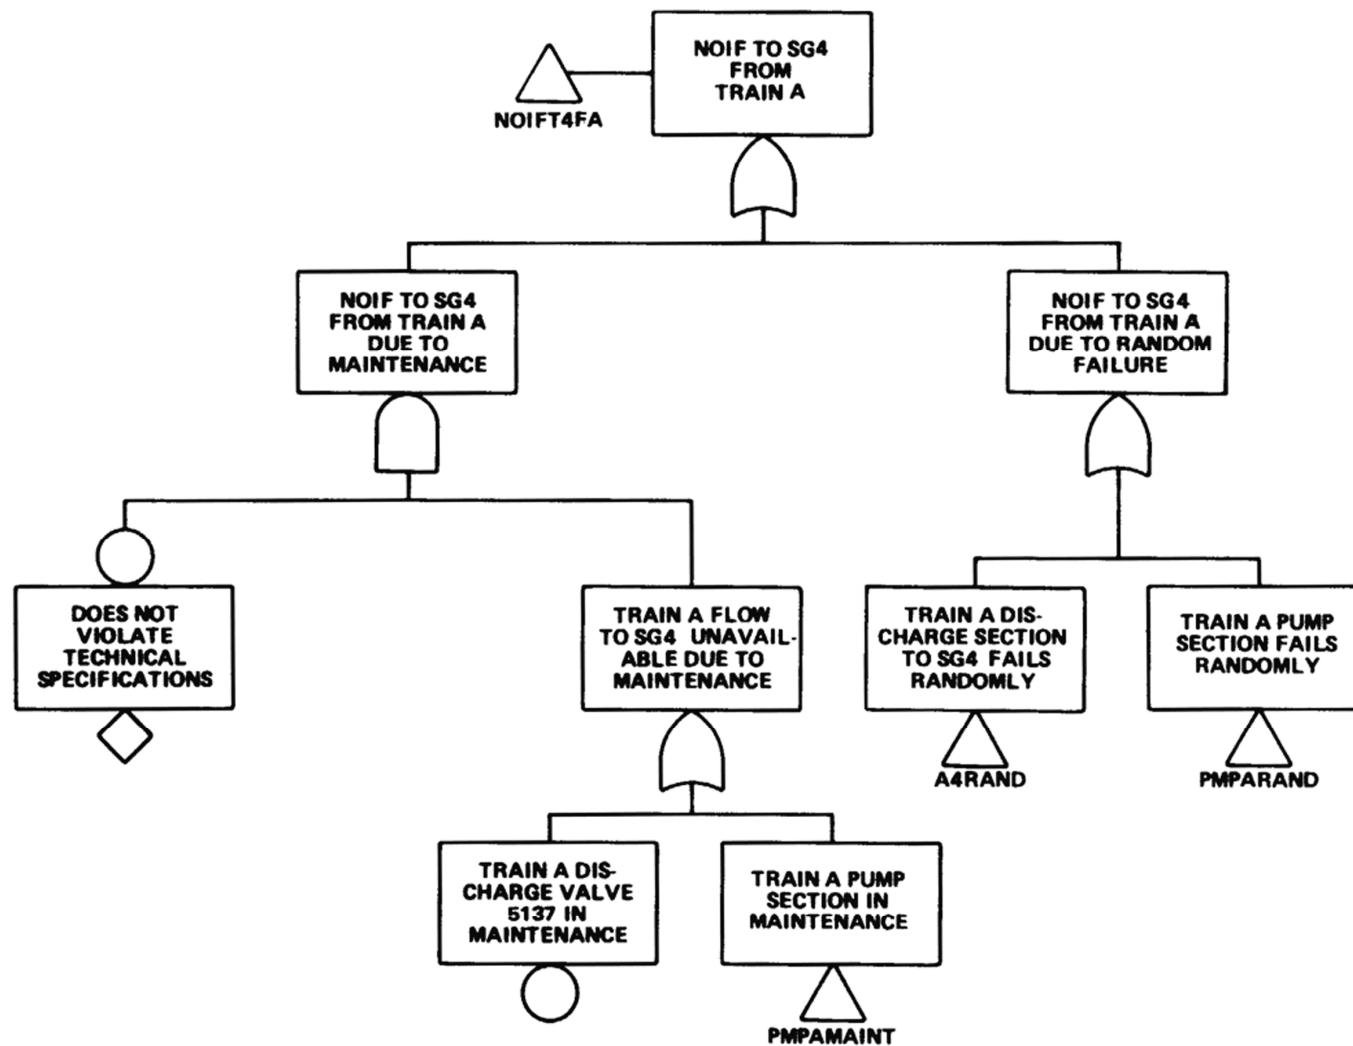 NOIF TO SG4
FROM
TRAIN A
NOIFT4FA
NOIF TO SG4
FROM TRAIN A
DUE TO
MAINTENANCE
NOIF TO SG4
FROM TRAIN A
DUE TO RANDOM
FAILURE
DOES NOT
VIOLATE
TECHNICAL
SPECIFICATIONS
TRAIN A FLOW
TO SG4 UNAVAIL-
ABLE DUE TO
MAINTENANCE
TRAIN A DIS-
CHARGE SECTION
TO SG4 FAILS
RANDOMLY
A4RAND
TRAIN A PUMP
SECTION FAILS
RANDOMLY
PMPARAND
TRAIN A DIS-
CHARGE VALVE
5137 IN
MAINTENANCE
TRAIN A PUMP
SECTION IN
MAINTENANCE
PMPAMAINT